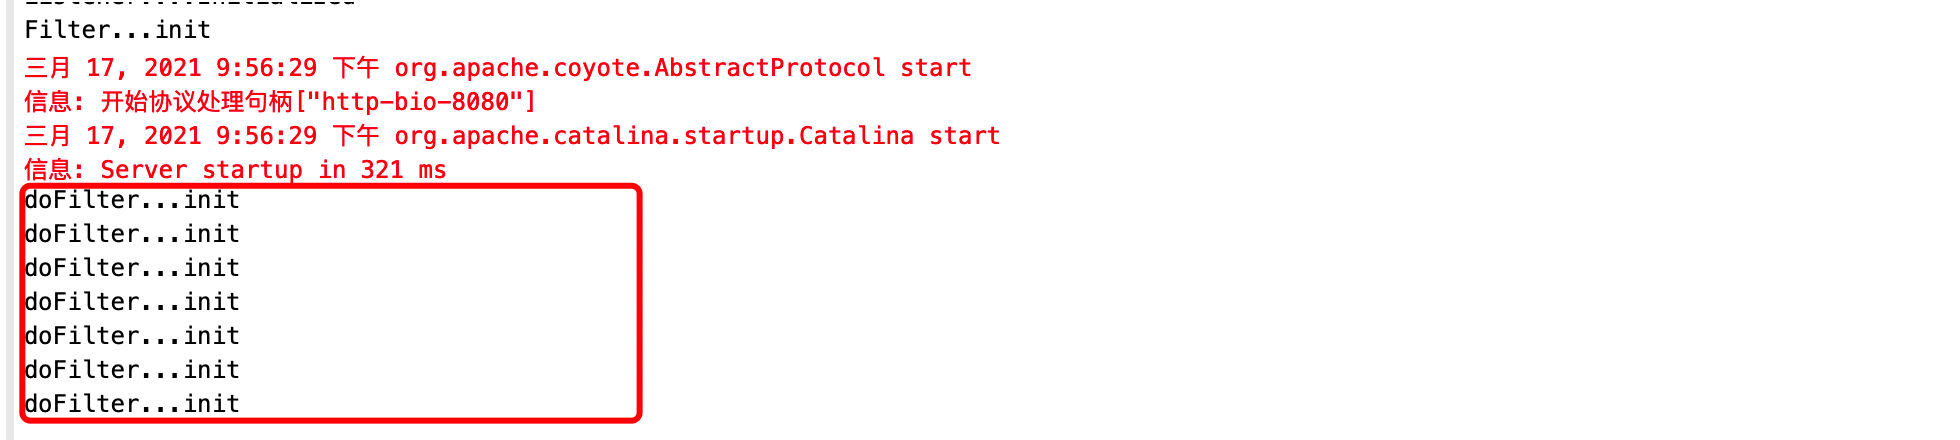 Listener....initialized
Filter...init
三月 17, 2021 9:56:29 下午 org.apache.coyote.AbstractProtocol start
信息: 开始协议处理句柄["http-bio-8080"]
三月 17, 2021 9:56:29 下午 org.apache.catalina.startup.Catalina start
信息: Server startup in 321 ms
doFilter...init
doFilter...init
doFilter...init
doFilter...init
doFilter...init
doFilter...init
doFilter...init